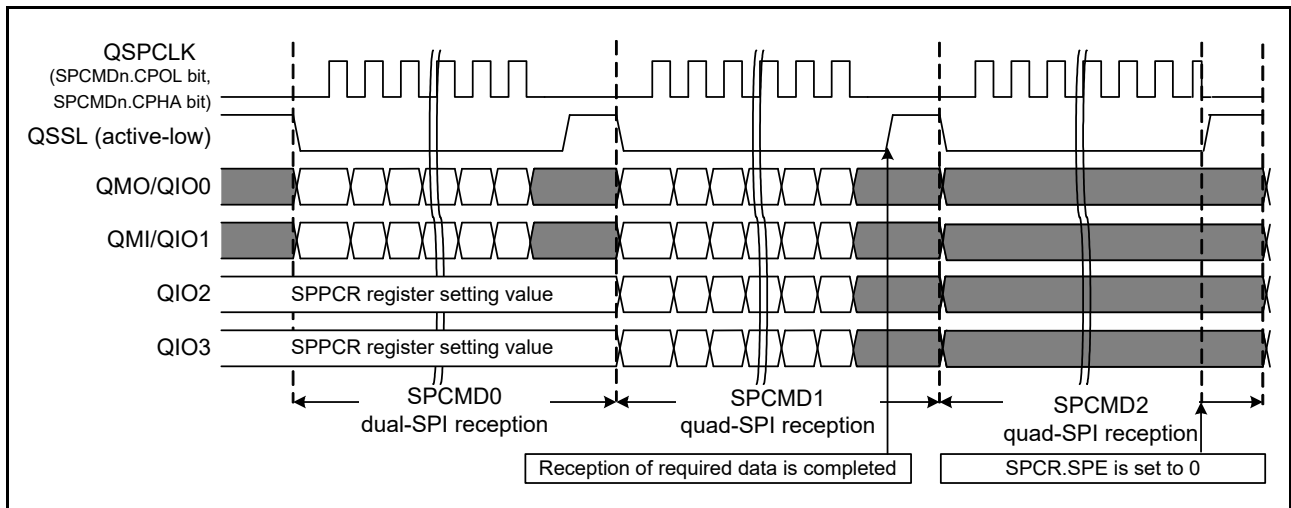 QSPCLK
(SPCMDn.CPOL bit,
SPCMDn.CPHA bit)
QSSL (active-low)
QMO/QIO0
QMI/QIO1
QIO2
SPPCR register setting value
QIO3
SPPCR register setting value
SPCMD0
dual-SPI reception
SPCMD1
quad-SPI reception
SPCMD2
quad-SPI reception
Reception of required data is completed
SPCR.SPE is set to 0